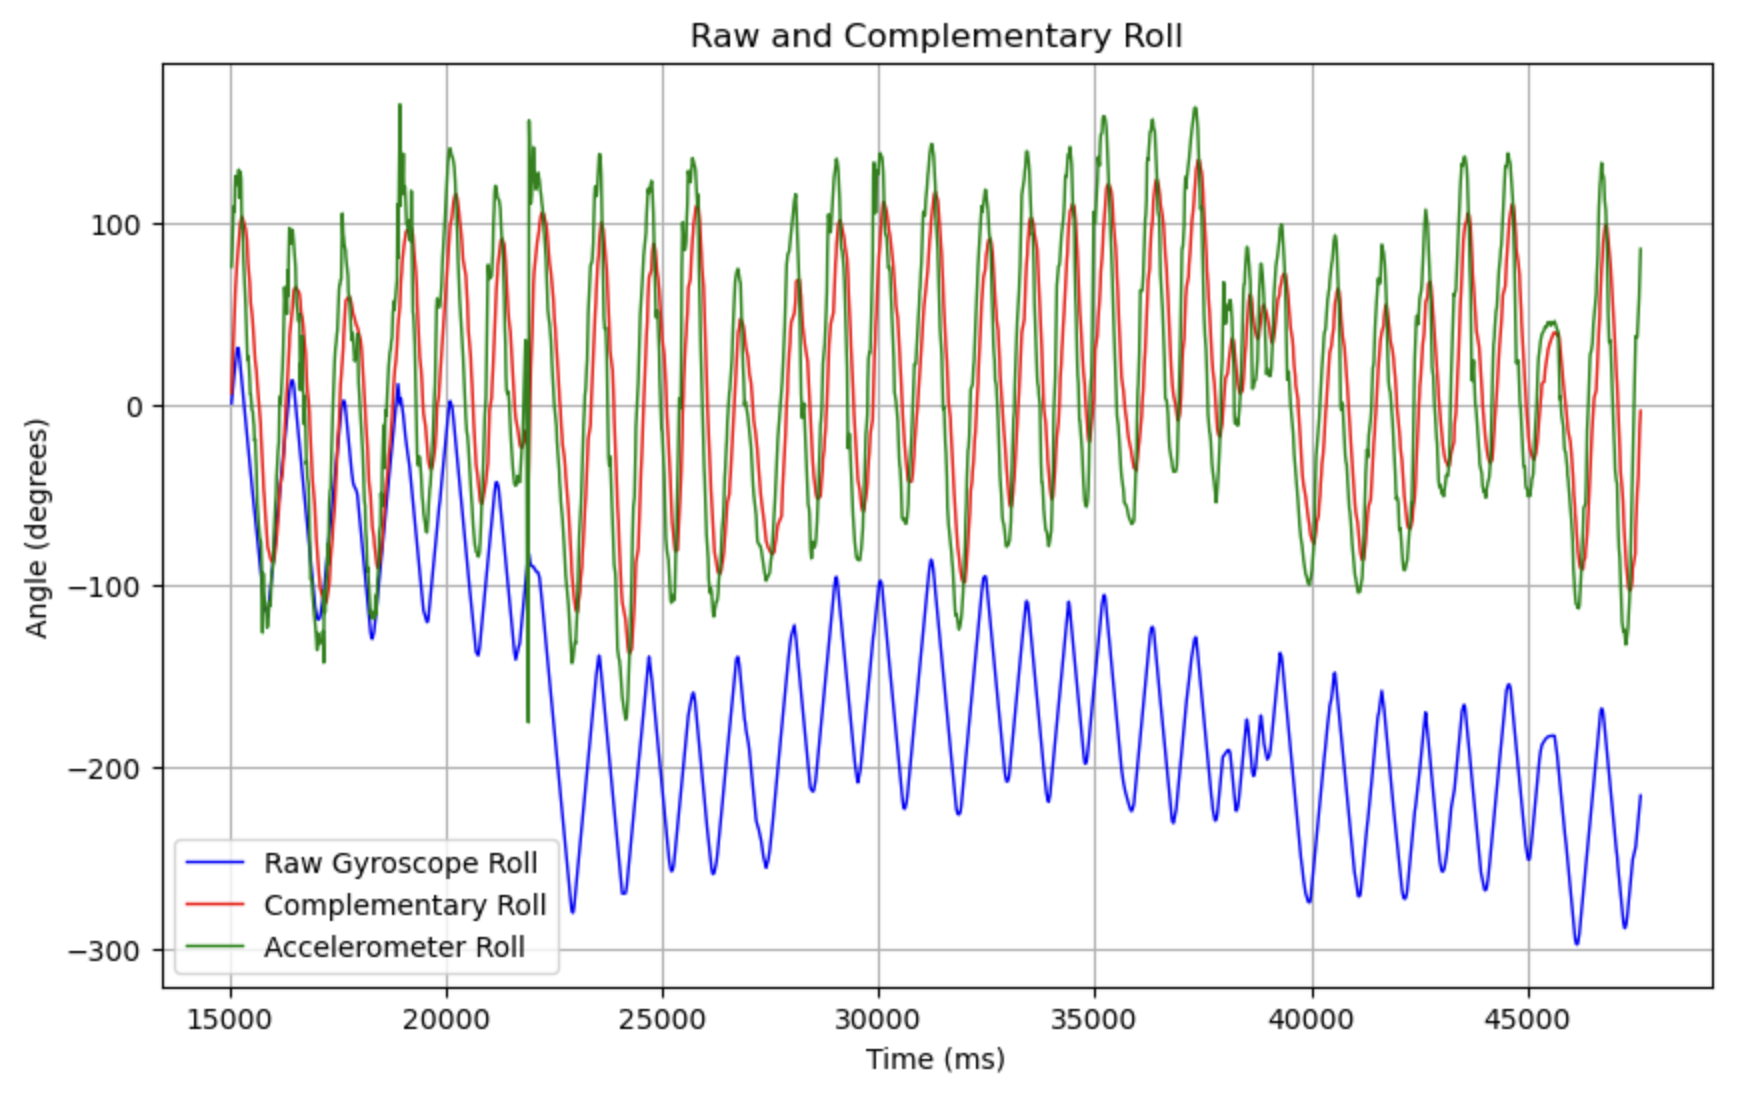 Raw and Complementary Roll
Angle (degrees)
100
0
−100
−200
−300
Raw Gyroscope Roll
Complementary Roll
Accelerometer Roll
15000 20000 25000 30000 35000 40000 45000
Time (ms)